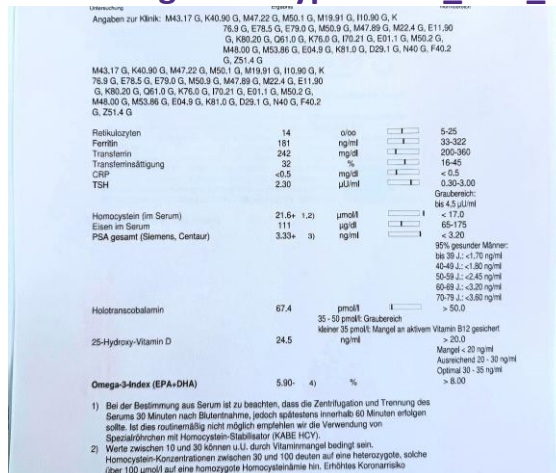 Untersuchung Ergebnis Normbereich
Angaben zur Klinik: M43.17 G, K40.90 G, M47.22 G, M50.1 G, M19.91 G, I10.90 G, K
76.9 G, E78.5 G, E79.0 G, M50.9 G, M47.89 G, M22.4 G, E11.90
G, K80.20 G, Q61.0 G, K76.0 G, I70.21 G, E01.1 G, M50.2 G,
M48.00 G, M53.86 G, E04.9 G, K81.0 G, D29.1 G, N40 G, F40.2
G, Z51.4 G
M43.17 G, K40.90 G, M47.22 G, M50.1 G, M19.91 G, I10.90 G, K
76.9 G, E78.5 G, E79.0 G, M50.9 G, M47.89 G, M22.4 G, E11.90
G, K80.20 G, Q61.0 G, K76.0 G, I70.21 G, E01.1 G, M50.2 G,
M48.00 G, M53.86 G, E04.9 G, K81.0 G, D29.1 G, N40 G, F40.2
G, Z51.4 G
Retikulozyten 14 o/oo 5-25
Ferritin 181 ng/ml 33-322
Transferrin 242 mg/dl 200-360
Transferrinsättigung 32 % 16-45
CRP <0.5 mg/dl < 0.5
TSH 2.30 µU/ml 0.30-3.00
Graubereich:
bis 4,5 µU/ml
Homocystein (im Serum) 21.6+ 1,2) µmol/l < 17.0
Eisen im Serum 111 µg/dl 65-175
PSA gesamt (Siemens, Centaur) 3.33+ 3) ng/ml < 3.20
95% gesunder Männer:
bis 39 J.: <1.70 ng/ml
40-49 J.: <1.80 ng/ml
50-59 J.: <2.45 ng/ml
60-69 J.: <3.20 ng/ml
70-79 J.: <3.60 ng/ml
Holotranscobalamin 67.4 pmol/l > 50.0
35 - 50 pmol/l: Graubereich
kleiner 35 pmol/l: Mangel an aktivem Vitamin B12 gesichert
25-Hydroxy-Vitamin D 24.5 ng/ml > 20.0
Mangel < 20 ng/ml
Ausreichend 20 - 30 ng/ml
Optimal 30 - 35 ng/ml
Omega-3-Index (EPA+DHA) 5.90- 4) % > 8.00
1) Bei der Bestimmung aus Serum ist zu beachten, dass die Zentrifugation und Trennung des
Serums 30 Minuten nach Blutentnahme, jedoch spätestens innerhalb 60 Minuten erfolgen
sollte. Ist dies routinemäßig nicht möglich empfehlen wir die Verwendung von
Spezialröhrchen mit Homocystein-Stabilisator (KABE HCY).
2) Werte zwischen 10 und 30 können u.U. durch Vitaminmangel bedingt sein.
Homocystein-Konzentrationen zwischen 30 und 100 deuten auf eine heterozygote, solche
über 100 µmol/l auf eine homozygote Homocysteinämie hin. Erhöhtes Koronarrisiko